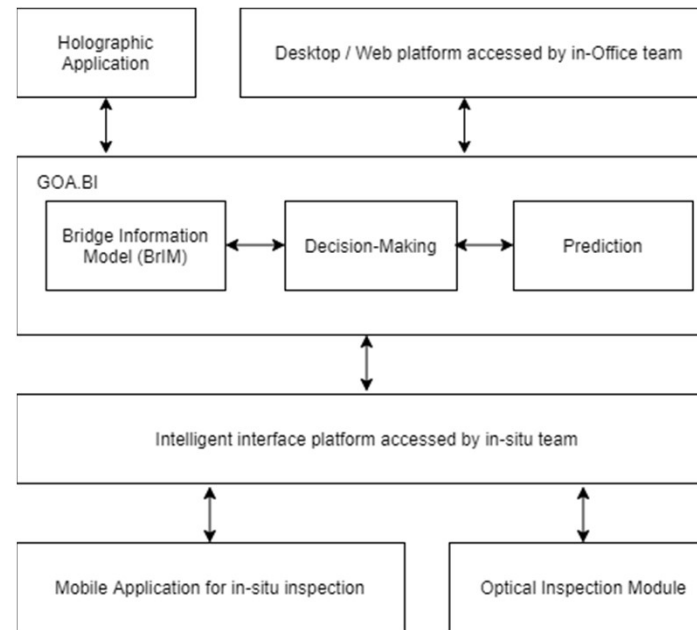 Holographic
Application
Desktop / Web platform accessed by in-Office team
GOA.BI
Bridge Information
Model (BrIM)
Decision-Making
Prediction
Intelligent interface platform accessed by in-situ team
Mobile Application for in-situ inspection
Optical Inspection Module